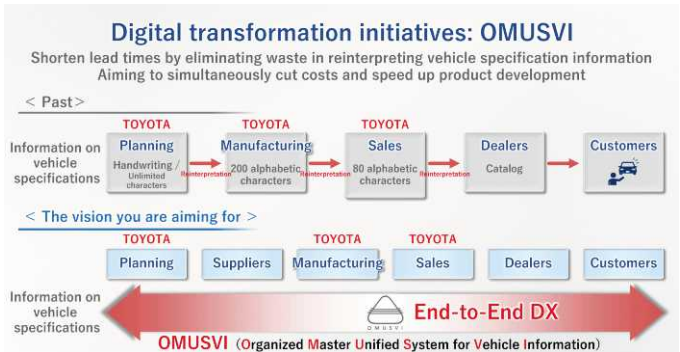 Digital transformation initiatives: OMUSVI
Shorten lead times by eliminating waste in reinterpreting vehicle specification information
Aiming to simultaneously cut costs and speed up product development
< Past >
TOYOTA TOYOTA TOYOTA
Information on vehicle specifications
Planning
Handwriting / Unlimited characters
Reinterpretation
Manufacturing
200 alphabetic characters
Reinterpretation
Sales
80 alphabetic characters
Reinterpretation
Dealers
Catalog
Customers
< The vision you are aiming for >
TOYOTA TOYOTA TOYOTA
Planning Suppliers Manufacturing Sales Dealers Customers
Information on vehicle specifications
OMUSVI
End-to-End DX
OMUSVI (Organized Master Unified System for Vehicle Information)